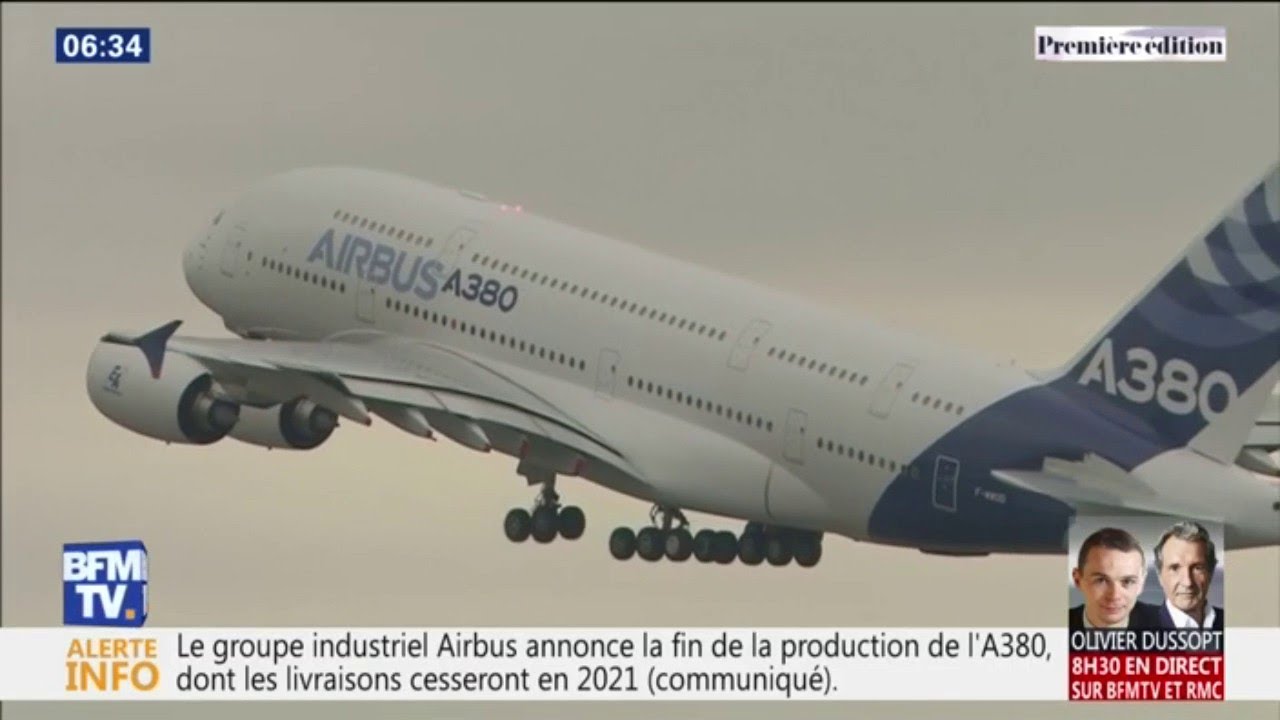 06:34
Première édition
AIRBUS A380
A380
BFM
TV.
ALERTE
INFO
Le groupe industriel Airbus annonce la fin de la production de l'A380,
dont les livraisons cesseront en 2021 (communiqué).
OLIVIER DUSSOPT
8H30 EN DIRECT
SUR BFMTV ET RMC